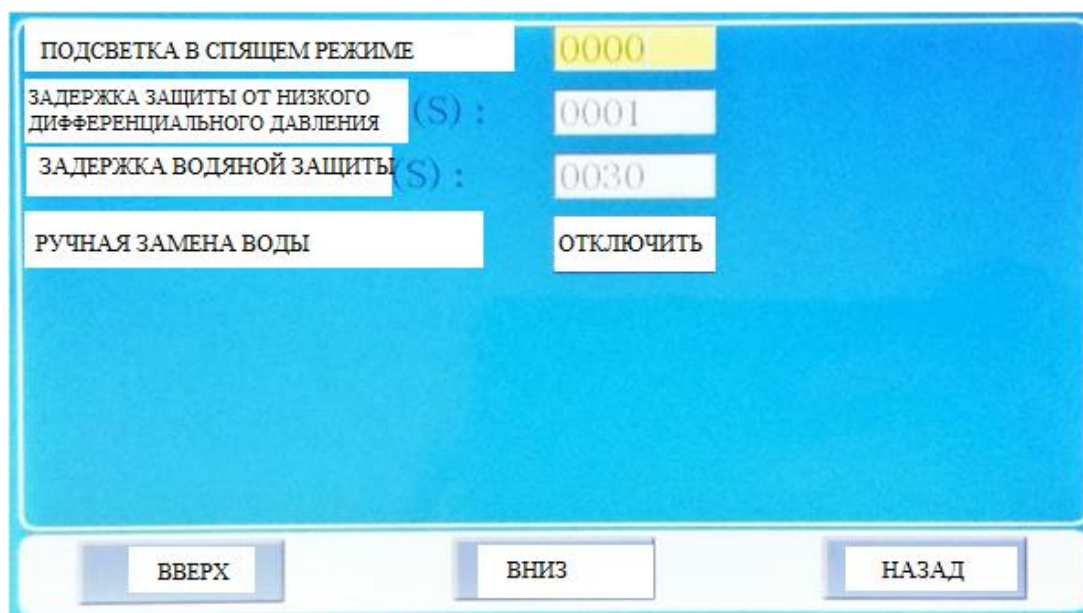 ПОДСВЕТКА В СПЯЩЕМ РЕЖИМЕ 0000
ЗАДЕРЖКА ЗАЩИТЫ ОТ НИЗКОГО
ДИФФЕРЕНЦИАЛЬНОГО ДАВЛЕНИЯ (S) : 0001
ЗАДЕРЖКА ВОДЯНОЙ ЗАЩИТЫ (S) : 0030
РУЧНАЯ ЗАМЕНА ВОДЫ ОТКЛЮЧИТЬ
ВВЕРХ ВНИЗ НАЗАД